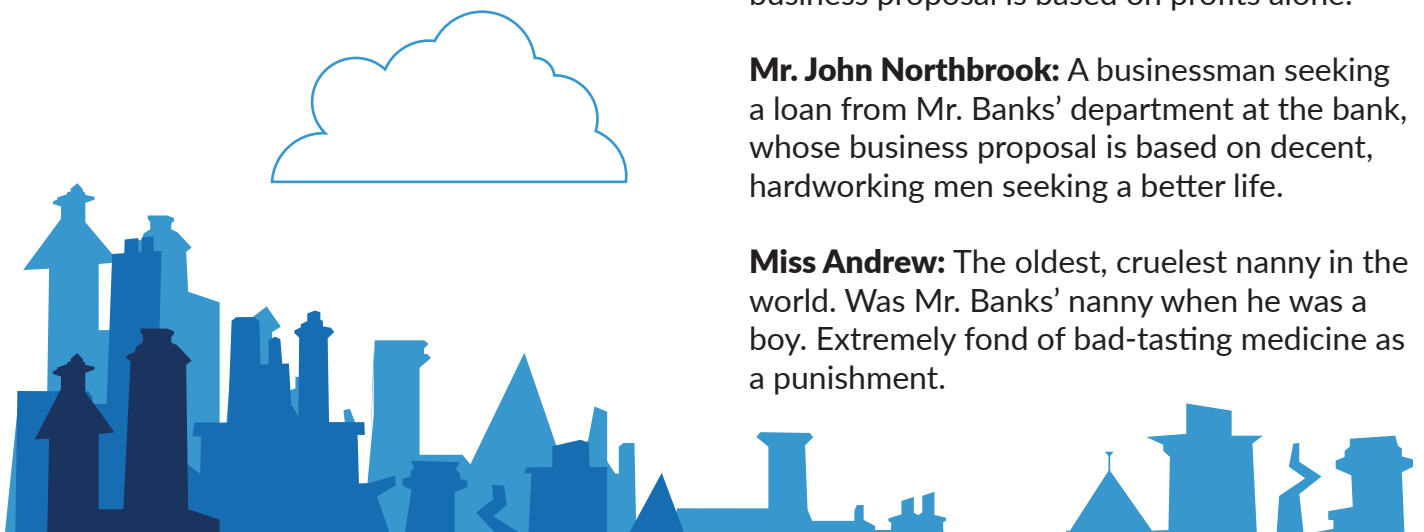 business proposal is based on profits alone.
Mr. John Northbrook: A businessman seeking
a loan from Mr. Banks’ department at the bank,
whose business proposal is based on decent,
hardworking men seeking a better life.
Miss Andrew: The oldest, cruelest nanny in the
world. Was Mr. Banks’ nanny when he was a
boy. Extremely fond of bad-tasting medicine as
a punishment.